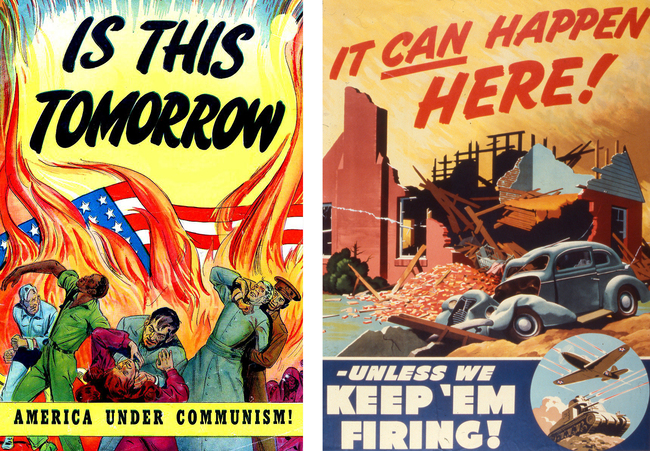 IS THIS
TOMORROW
AMERICA UNDER COMMUNISM!
IT CAN HAPPEN
HERE!
-UNLESS WE
KEEP 'EM
FIRING!